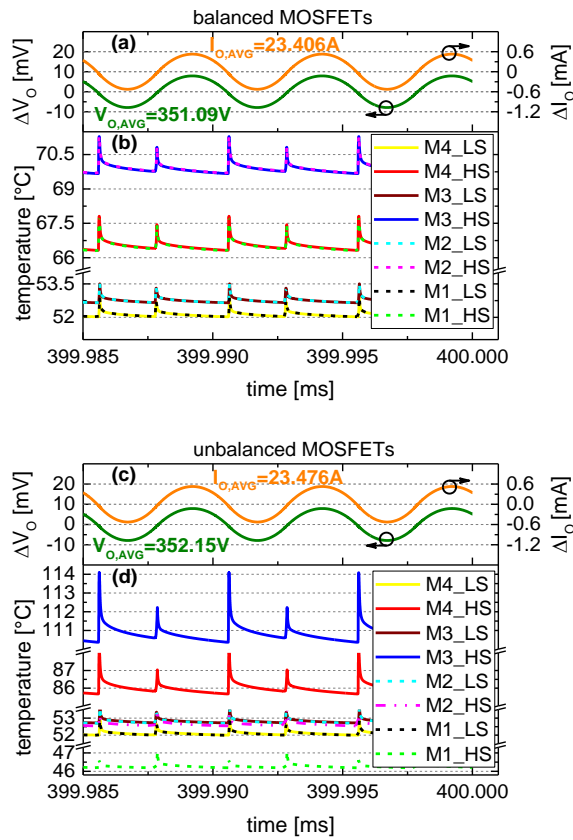 balanced MOSFETs
(a)
I_O,AVG=23.406A
V_O,AVG=351.09V
ΔV_O [mV]
20
10
0
-10
ΔI_O [mA]
0.6
0.0
-0.6
-1.2
(b)
temperature [°C]
70.5
69
67.5
66
53.5
52
M4_LS
M4_HS
M3_LS
M3_HS
M2_LS
M2_HS
M1_LS
M1_HS
399.985 399.990 399.995 400.000
time [ms]
unbalanced MOSFETs
(c)
I_O,AVG=23.476A
V_O,AVG=352.15V
ΔV_O [mV]
20
10
0
-10
ΔI_O [mA]
0.6
0.0
-0.6
-1.2
(d)
temperature [°C]
114
113
112
111
87
86
53
52
47
46
M4_LS
M4_HS
M3_LS
M3_HS
M2_LS
M2_HS
M1_LS
M1_HS
399.985 399.990 399.995 400.000
time [ms]